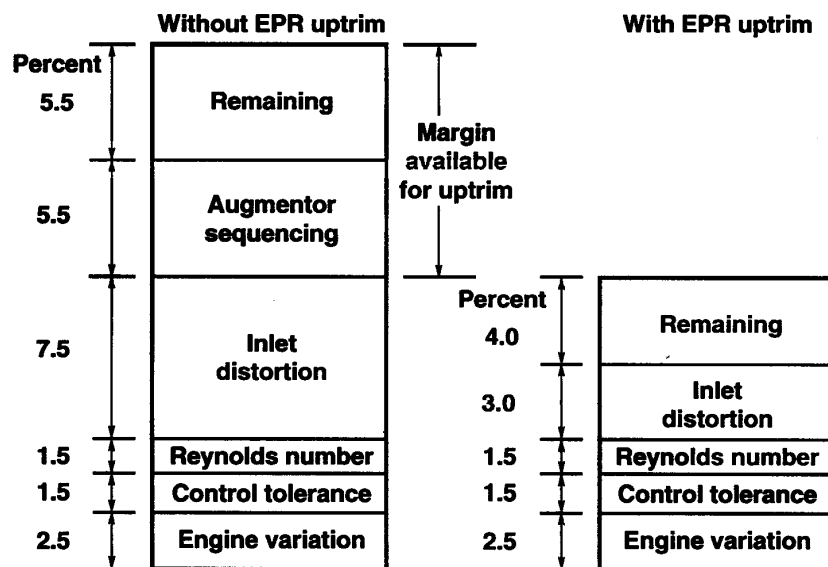 Without EPR uptrim
With EPR uptrim
Percent
5.5
Remaining
Margin
available
for uptrim
5.5
Augmentor
sequencing
7.5
Inlet
distortion
1.5
Reynolds number
1.5
Control tolerance
2.5
Engine variation
Percent
4.0
Remaining
3.0
Inlet
distortion
1.5
Reynolds number
1.5
Control tolerance
2.5
Engine variation